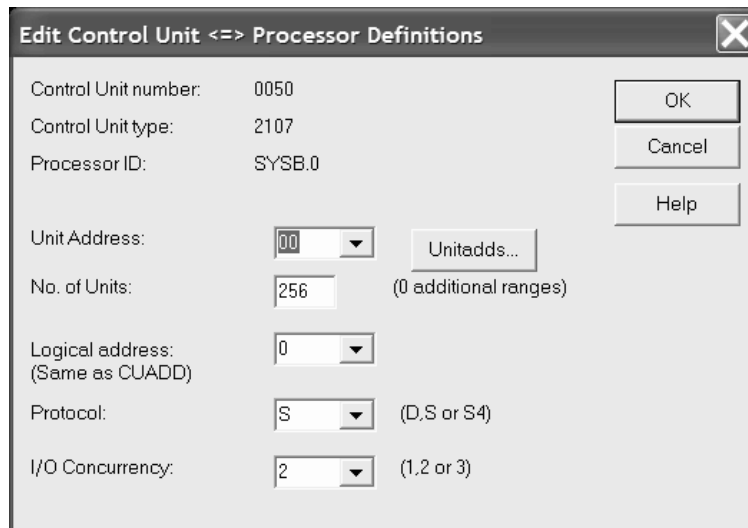 Edit Control Unit <=> Processor Definitions
Control Unit number: 0050
OK
Control Unit type: 2107
Cancel
Processor ID: SYSB.0
Help
Unit Address: 00 Unitadds...
No. of Units: 256 (0 additional ranges)
Logical address: 0
(Same as CUADD)
Protocol: S (D,S or S4)
I/O Concurrency: 2 (1,2 or 3)